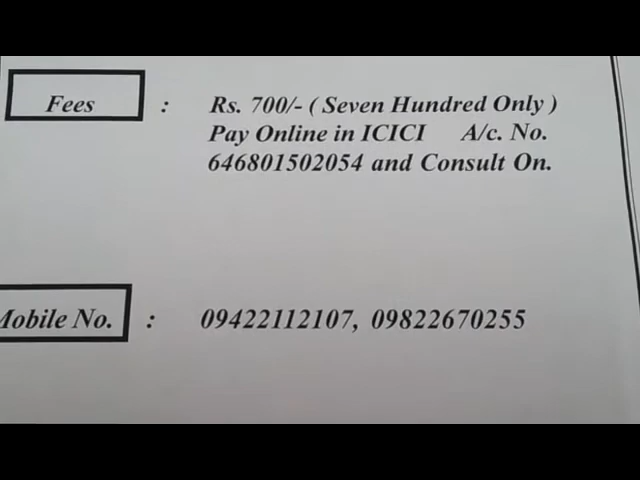 Fees : Rs. 700/- ( Seven Hundred Only )
Pay Online in ICICI A/c. No.
646801502054 and Consult On.
Mobile No. : 09422112107, 09822670255